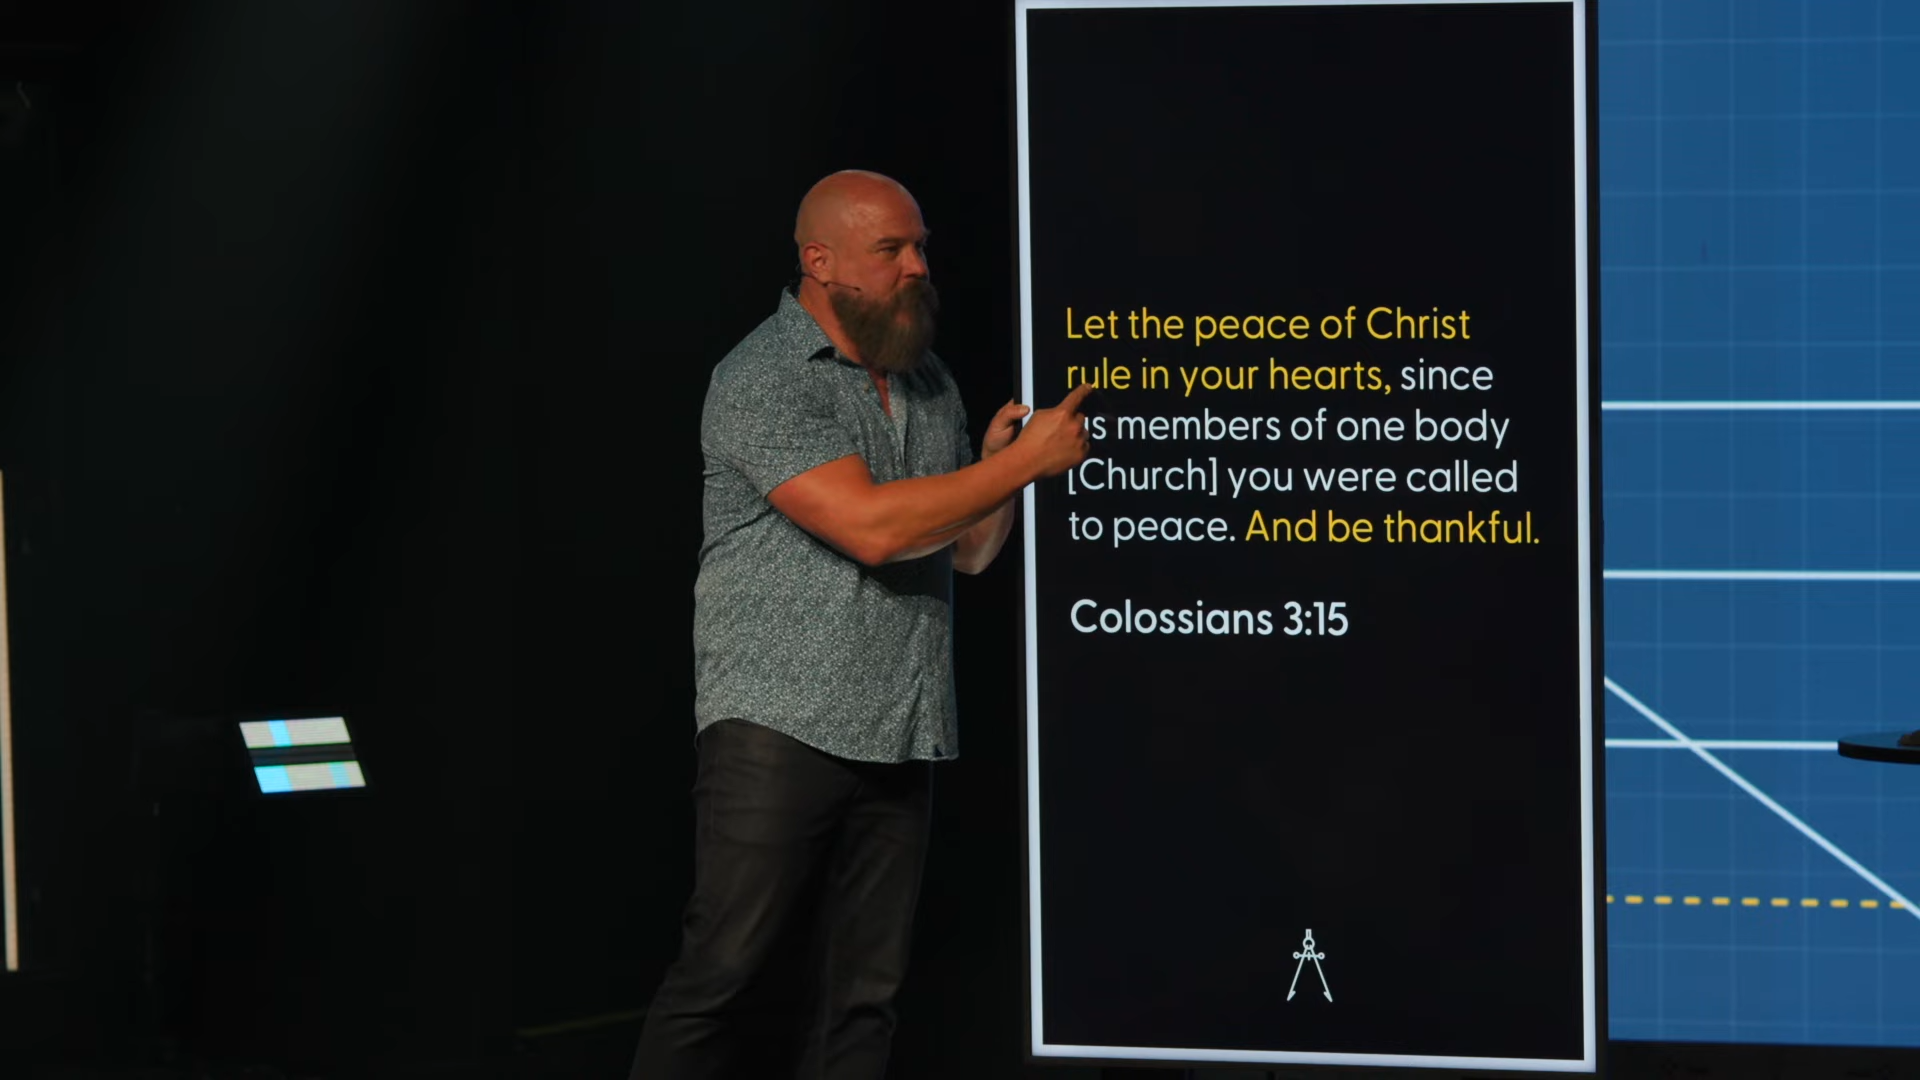 Let the peace of Christ
rule in your hearts, since
as members of one body
[Church] you were called
to peace. And be thankful.
Colossians 3:15